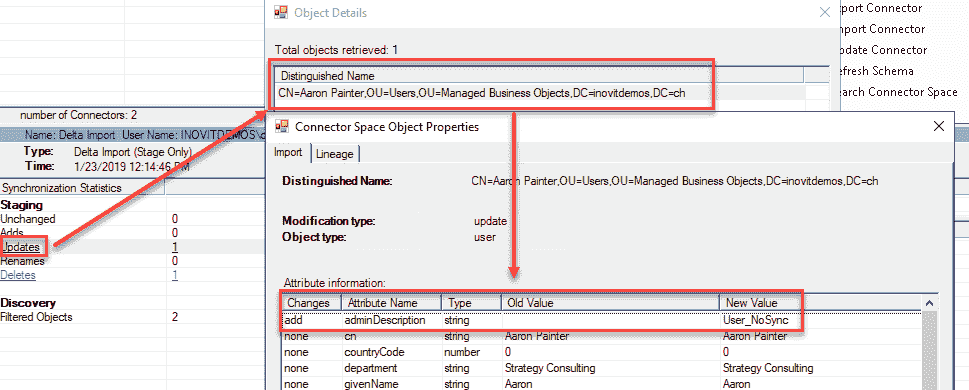 Object Details
Total objects retrieved: 1
Distinguished Name
CN=Aaron Painter,OU=Users,OU=Managed Business Objects,DC=inovitdemos,DC=ch
xport Connector
mport Connector
pdate Connector
efresh Schema
earch Connector Space
number of Connectors: 2
Name: Delta Import User Name: INOVITDEMOS\
Type: Delta Import (Stage Only)
Time: 1/23/2019 12:14:46 PM
Synchronization Statistics
Staging
Unchanged 0
Adds 0
Updates 1
Renames 0
Deletes 1
Discovery
Filtered Objects 2
Connector Space Object Properties
Import Lineage
Distinguished Name: CN=Aaron Painter,OU=Users,OU=Managed Business Objects,DC=inovitdemos,DC=ch
Modification type: update
Object type: user
Attribute information:
Changes Attribute Name Type Old Value New Value
add adminDescription string User_NoSync
none cn string Aaron Painter Aaron Painter
none countryCode number 0 0
none department string Strategy Consulting Strategy Consulting
none givenName string Aaron Aaron